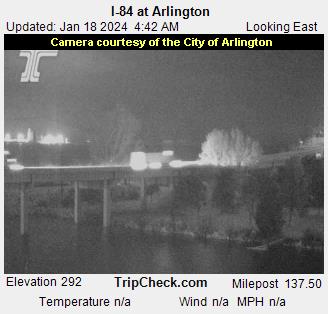 I-84 at Arlington
Updated: Jan 18 2024 4:42 AM Looking East
Camera courtesy of the City of Arlington
Elevation 292 TripCheck.com Milepost 137.50
Temperature n/a Wind n/a MPH n/a